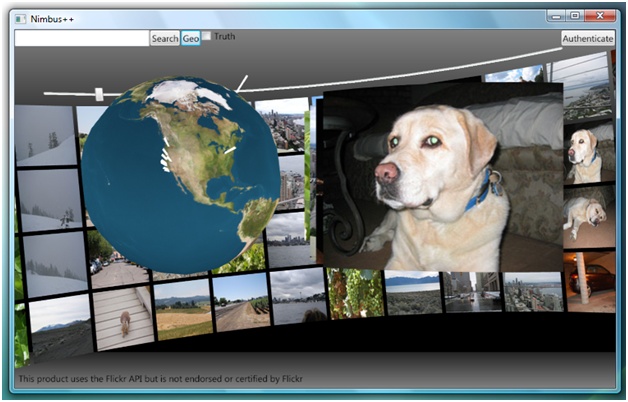 Nimbus++
Search Geo Truth Authenticate
This product uses the Flickr API but is not endorsed or certified by Flickr